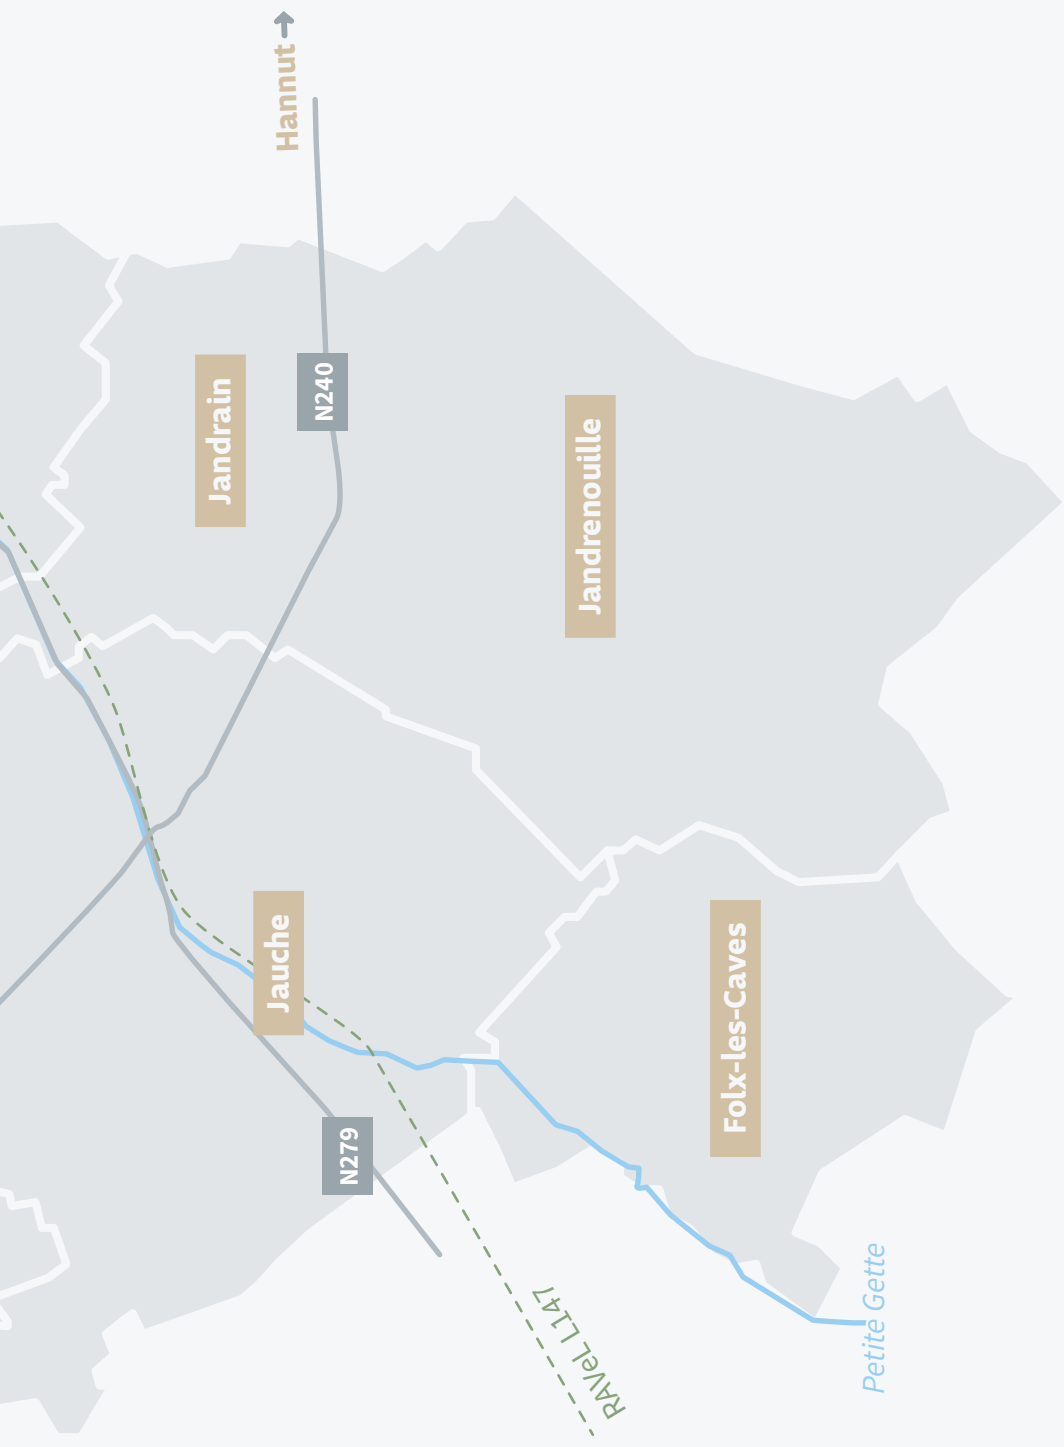 Hannut
N240
Jandrain
Jandrenouille
Jauche
Folx-les-Caves
N279
RAVeL L147
Petite Gette